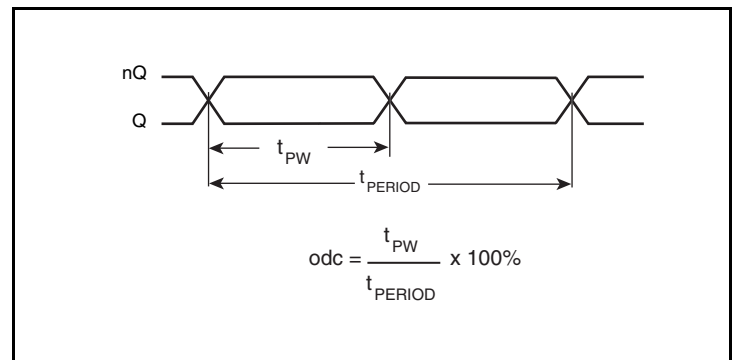 nQ
Q
tPW
tPERIOD
odc = tPW / tPERIOD x 100%